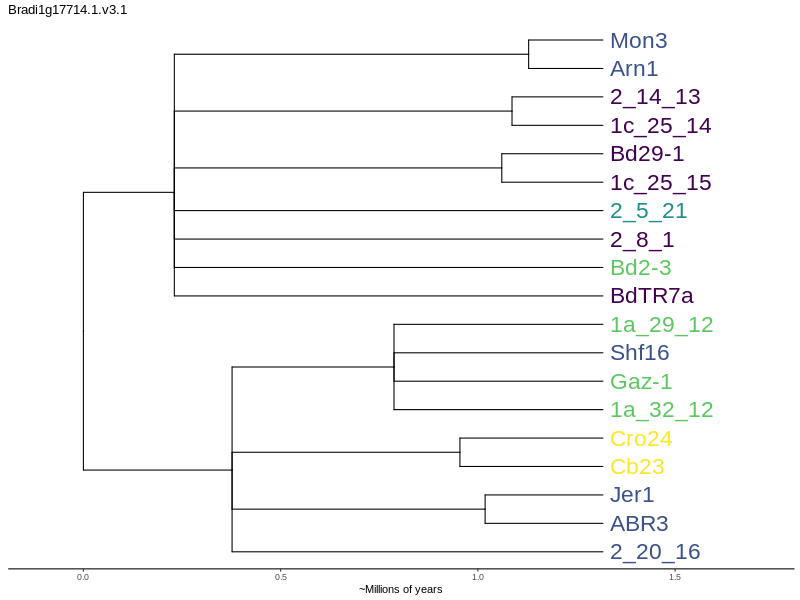 Bradi1g17714.1.v3.1
Mon3
Arn1
2_14_13
1c_25_14
Bd29-1
1c_25_15
2_5_21
2_8_1
Bd2-3
BdTR7a
1a_29_12
Shf16
Gaz-1
1a_32_12
Cro24
Cb23
Jer1
ABR3
2_20_16
0.0 0.5 1.0 1.5
~Millions of years